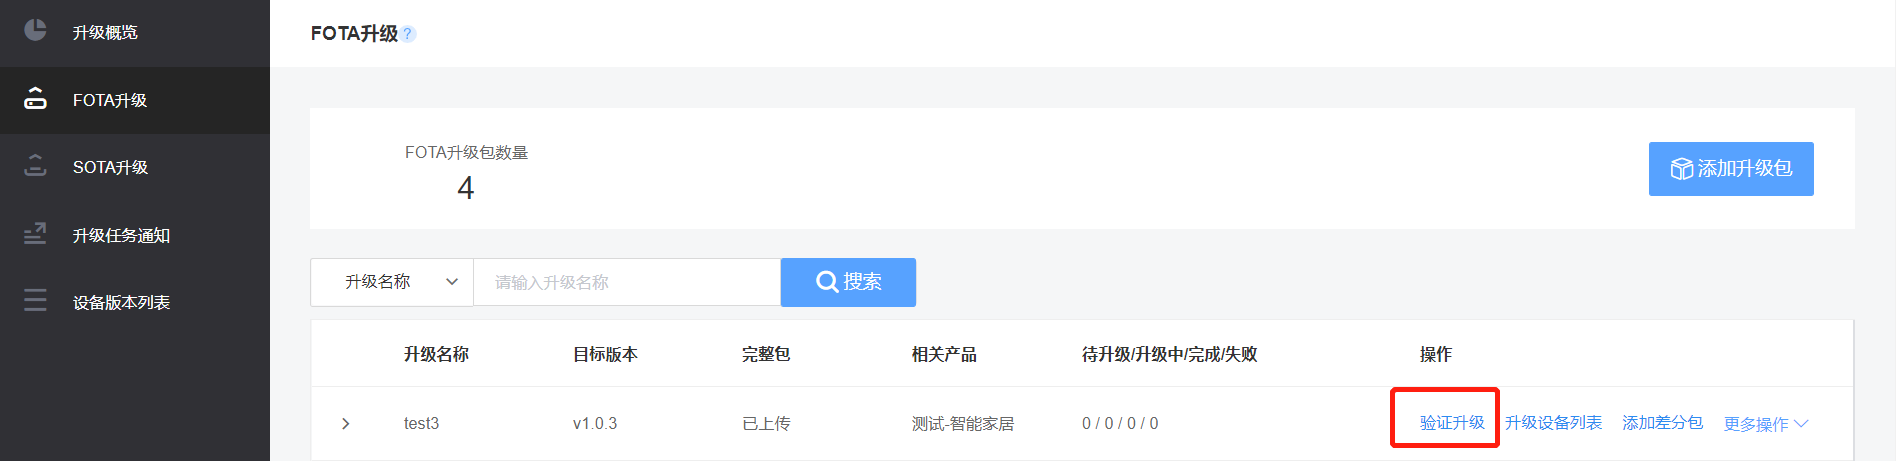 升级概览
FOTA升级
SOTA升级
升级任务通知
设备版本列表
FOTA升级?
FOTA升级包数量
4
添加升级包
升级名称 请输入升级名称 搜索
升级名称 目标版本 完整包 相关产品 待升级/升级中/完成/失败 操作
test3 v1.0.3 已上传 测试-智能家居 0 / 0 / 0 / 0 验证升级 升级设备列表 添加差分包 更多操作